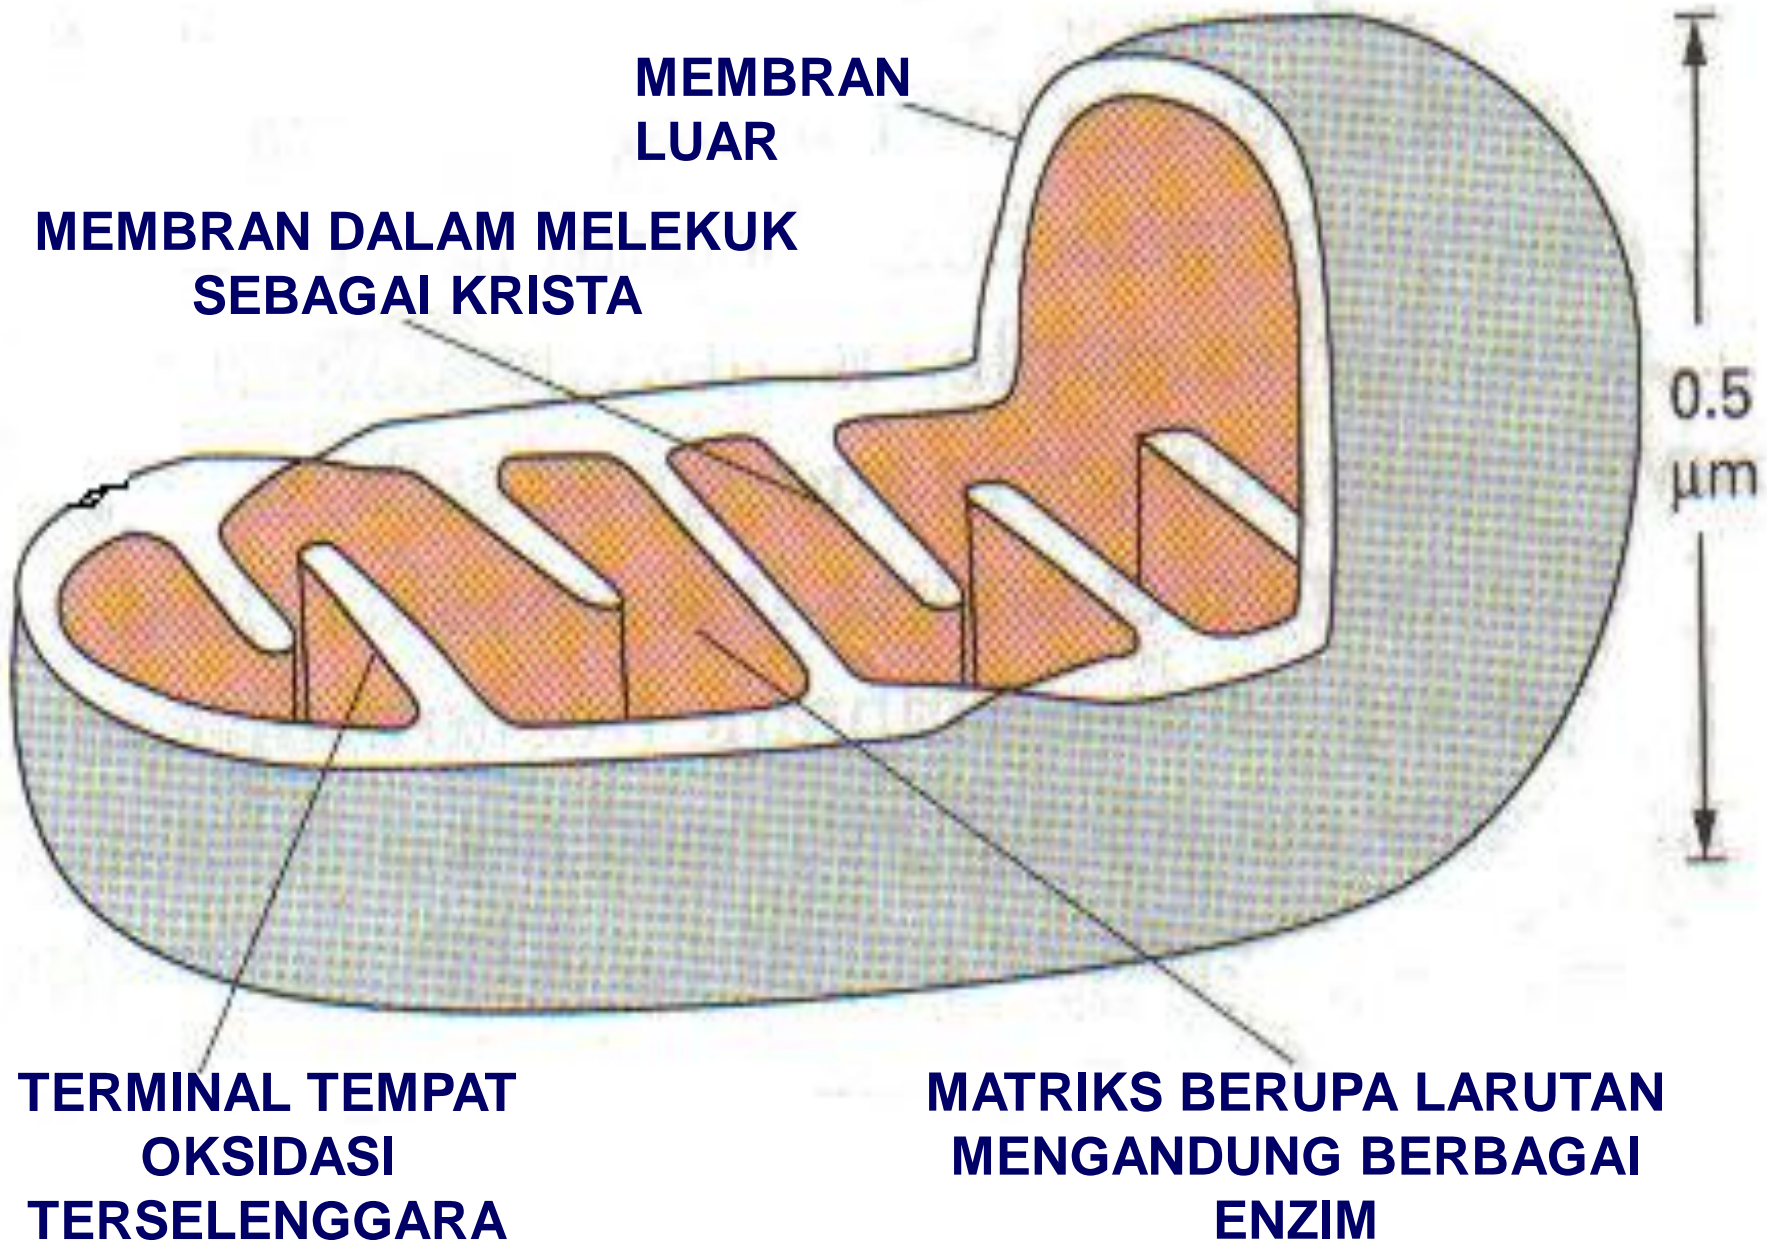 MEMBRAN
LUAR
MEMBRAN DALAM MELEKUK
SEBAGAI KRISTA
0.5
µm
TERMINAL TEMPAT
OKSIDASI
TERSELENGGARA
MATRIKS BERUPA LARUTAN
MENGANDUNG BERBAGAI
ENZIM